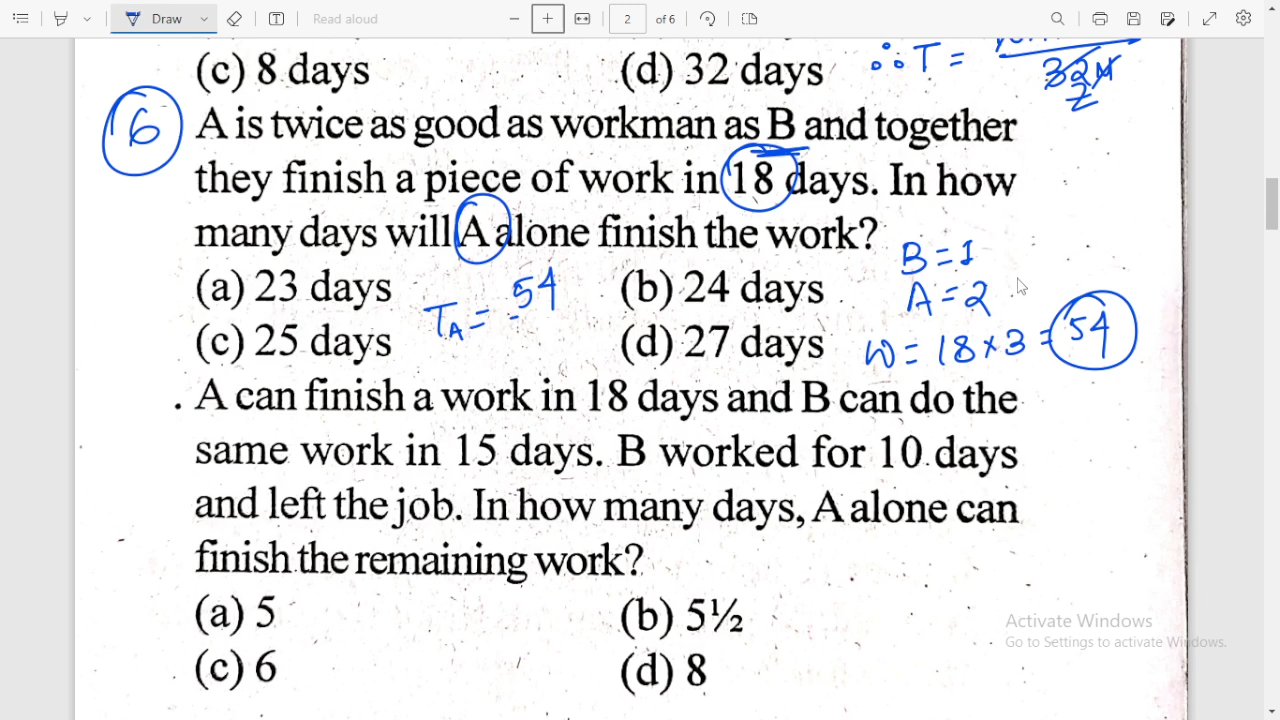 Draw
Read aloud
2 of 6
(c) 8 days (d) 32 days
∴ T =
32
2
16 A is twice as good as workman as B and together
they finish a piece of work in 18 days. In how
many days will A alone finish the work?
B = 1
(a) 23 days (b) 24 days
A = 2
T_A = 54
(c) 25 days (d) 27 days
W = 18 × 3 = 54
. A can finish a work in 18 days and B can do the
same work in 15 days. B worked for 10 days
and left the job. In how many days, A alone can
finish the remaining work?
(a) 5 (b) 5½
(c) 6 (d) 8
Activate Windows
Go to Settings to activate Windows.